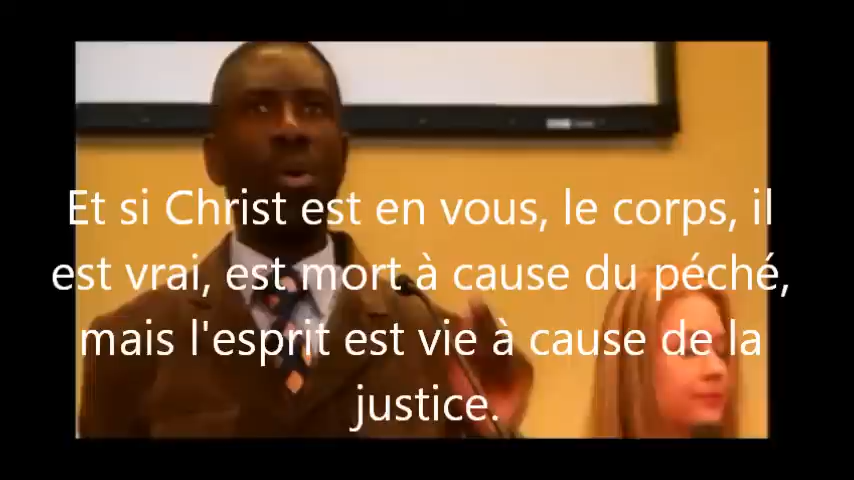 Et si Christ est en vous, le corps, il
est vrai, est mort à cause du péché,
mais l'esprit est vie à cause de la
justice.